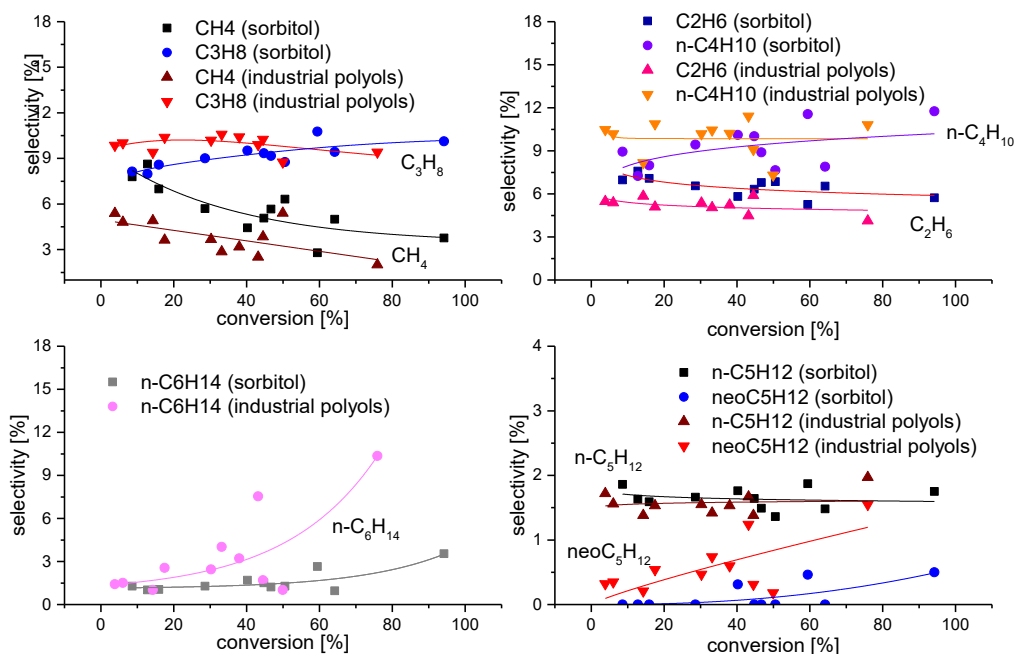 18
15
12
9
6
3
selectivity [%]
0
20
40
60
80
100
conversion [%]
CH4 (sorbitol)
C3H8 (sorbitol)
CH4 (industrial polyols)
C3H8 (industrial polyols)
C₃H₈
CH₄
18
15
12
9
6
3
0
selectivity [%]
0
20
40
60
80
100
conversion [%]
C2H6 (sorbitol)
n-C4H10 (sorbitol)
C2H6 (industrial polyols)
n-C4H10 (industrial polyols)
n-C₄H₁₀
C₂H₆
18
15
12
9
6
3
0
selectivity [%]
0
20
40
60
80
100
conversion [%]
n-C6H14 (sorbitol)
n-C6H14 (industrial polyols)
n-C₆H₁₄
4
3
2
1
0
selectivity [%]
0
20
40
60
80
100
conversion [%]
n-C5H12 (sorbitol)
neoC5H12 (sorbitol)
n-C5H12 (industrial polyols)
neoC5H12 (industrial polyols)
n-C₅H₁₂
neoC₅H₁₂